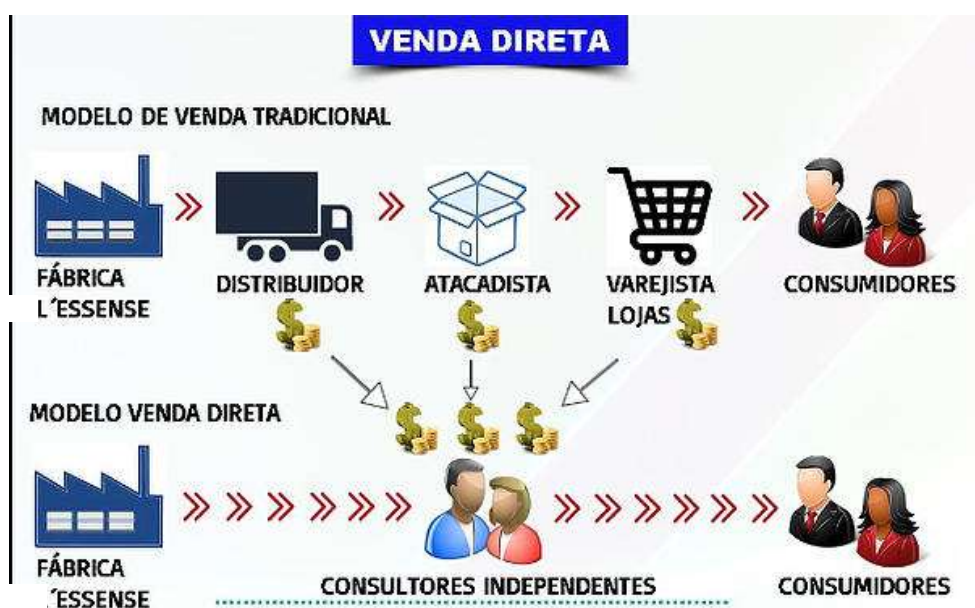 VENDA DIRETA
MODELO DE VENDA TRADICIONAL
FÁBRICA
L´ESSENSE
DISTRIBUIDOR
ATACADISTA
VAREJISTA
LOJAS
CONSUMIDORES
MODELO VENDA DIRETA
FÁBRICA
´ESSENSE
CONSULTORES INDEPENDENTES
CONSUMIDORES